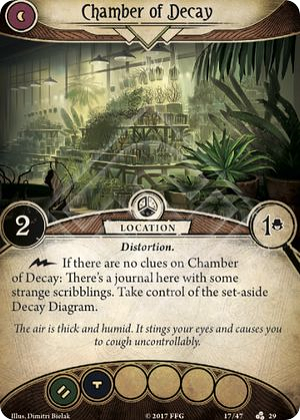 Chamber of Decay
2
LOCATION
1
Distortion.
If there are no clues on Chamber
of Decay: There's a journal here with some
strange scribblings. Take control of the set-aside
Decay Diagram.
The air is thick and humid. It stings your eyes and causes you
to cough uncontrollably.
Illus. Dimitri Bielak
© 2017 FFG
17/47
29